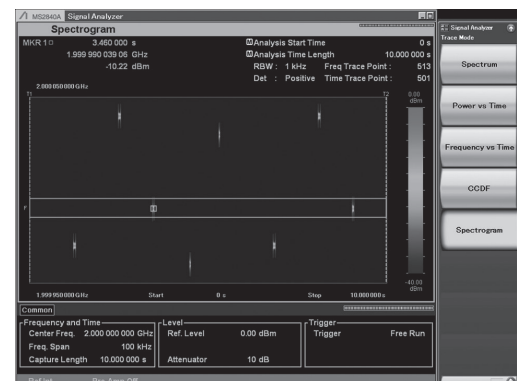 MS2840A Signal Analyzer
Spectrogram
MKR 1 3.460 000 s
1.999 990 039 06 GHz
-10.22 dBm
Analysis Start Time 0 s
Analysis Time Length 10.000 000 s
RBW : 1 kHz Freq Trace Point : 513
Det : Positive Time Trace Point : 501
2.000 050 000 GHz
T1
T2
0.00
dBm
F
-40.00
dBm
1.999 950 000 GHz Start 0 s Stop 10.000 000 s
Common
Frequency and Time
Center Freq. 2.000 000 000 GHz
Freq. Span 100 kHz
Capture Length 10.000 000 s
Level
Ref. Level 0.00 dBm
Attenuator 10 dB
Trigger
Trigger Free Run
Signal Analyzer
Trace Mode
Spectrum
Power vs Time
Frequency vs Time
CCDF
Spectrogram